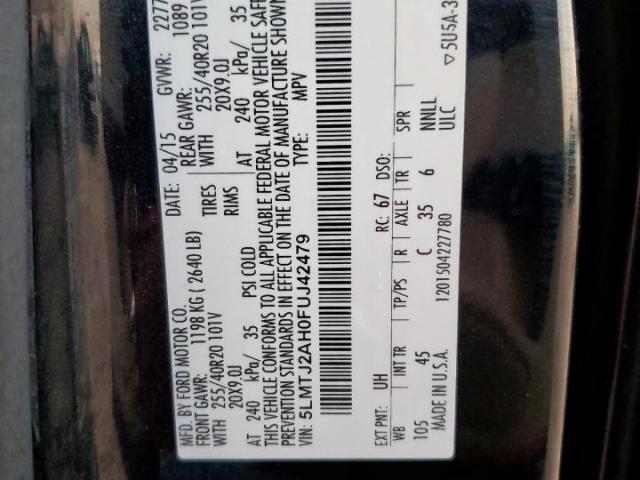 MFD. BY FORD MOTOR CO. DATE: 04/15 GVWR: 2277
FRONT GAWR: 1198 KG ( 2640 LB) REAR GAWR: 1089
WITH 255/40R20 101V TIRES WITH 255/40R20 101V
20X9.0J RIMS 20X9.0J
AT 240 kPa/ 35 PSI COLD AT 240 kPa/ 35
THIS VEHICLE CONFORMS TO ALL APPLICABLE FEDERAL MOTOR VEHICLE SAFE
PREVENTION STANDARDS IN EFFECT ON THE DATE OF MANUFACTURE SHOWN
VIN: 5LMTJ2AH0FUJ42479 TYPE: MPV
EXT PNT: UH RC: 67 DSO:
WB INT TR TP/PS R AXLE TR SPR
105 45 C 35 6 NNLL
MADE IN U.S.A. 1201504227780 ULC
▽5U5A-3